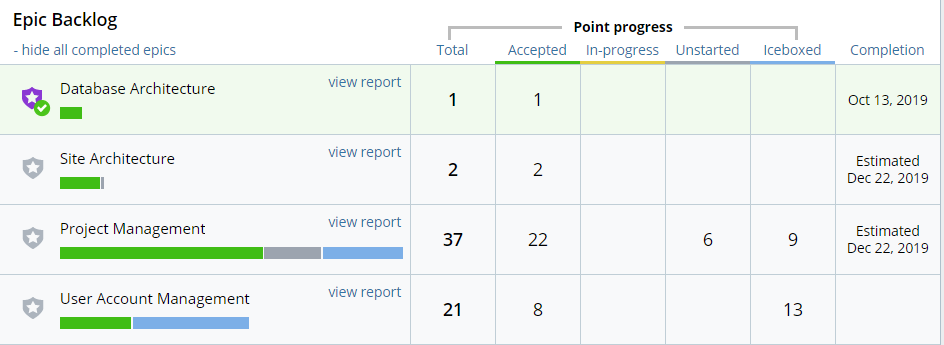 Epic Backlog
Point progress
- hide all completed epics
Total Accepted In-progress Unstarted Iceboxed Completion
Database Architecture view report 1 1 Oct 13, 2019
Site Architecture view report 2 2 Estimated
Dec 22, 2019
Project Management view report 37 22 6 9 Estimated
Dec 22, 2019
User Account Management view report 21 8 13